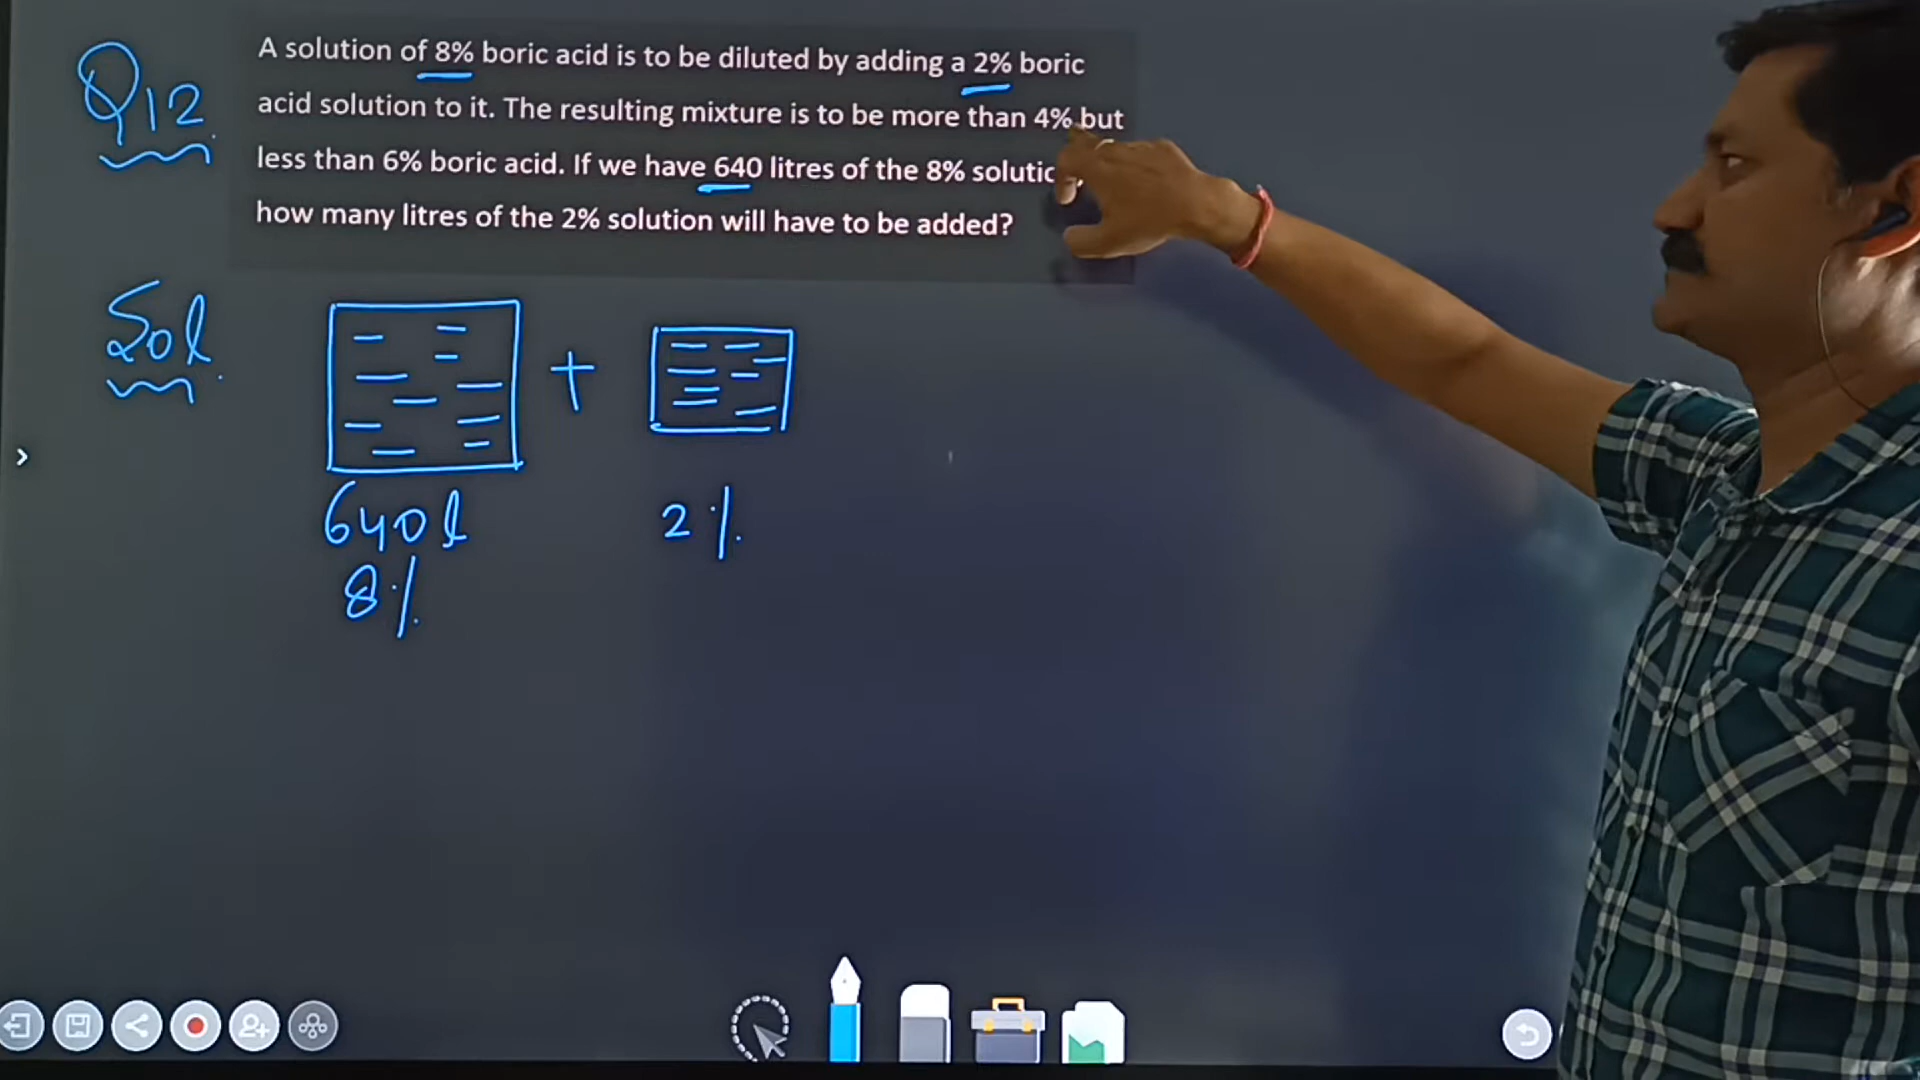 Q12
A solution of 8% boric acid is to be diluted by adding a 2% boric
acid solution to it. The resulting mixture is to be more than 4% but
less than 6% boric acid. If we have 640 litres of the 8%
how many litres of the 2% solution will have to be added?
Sol
+
640 l
2%
8%